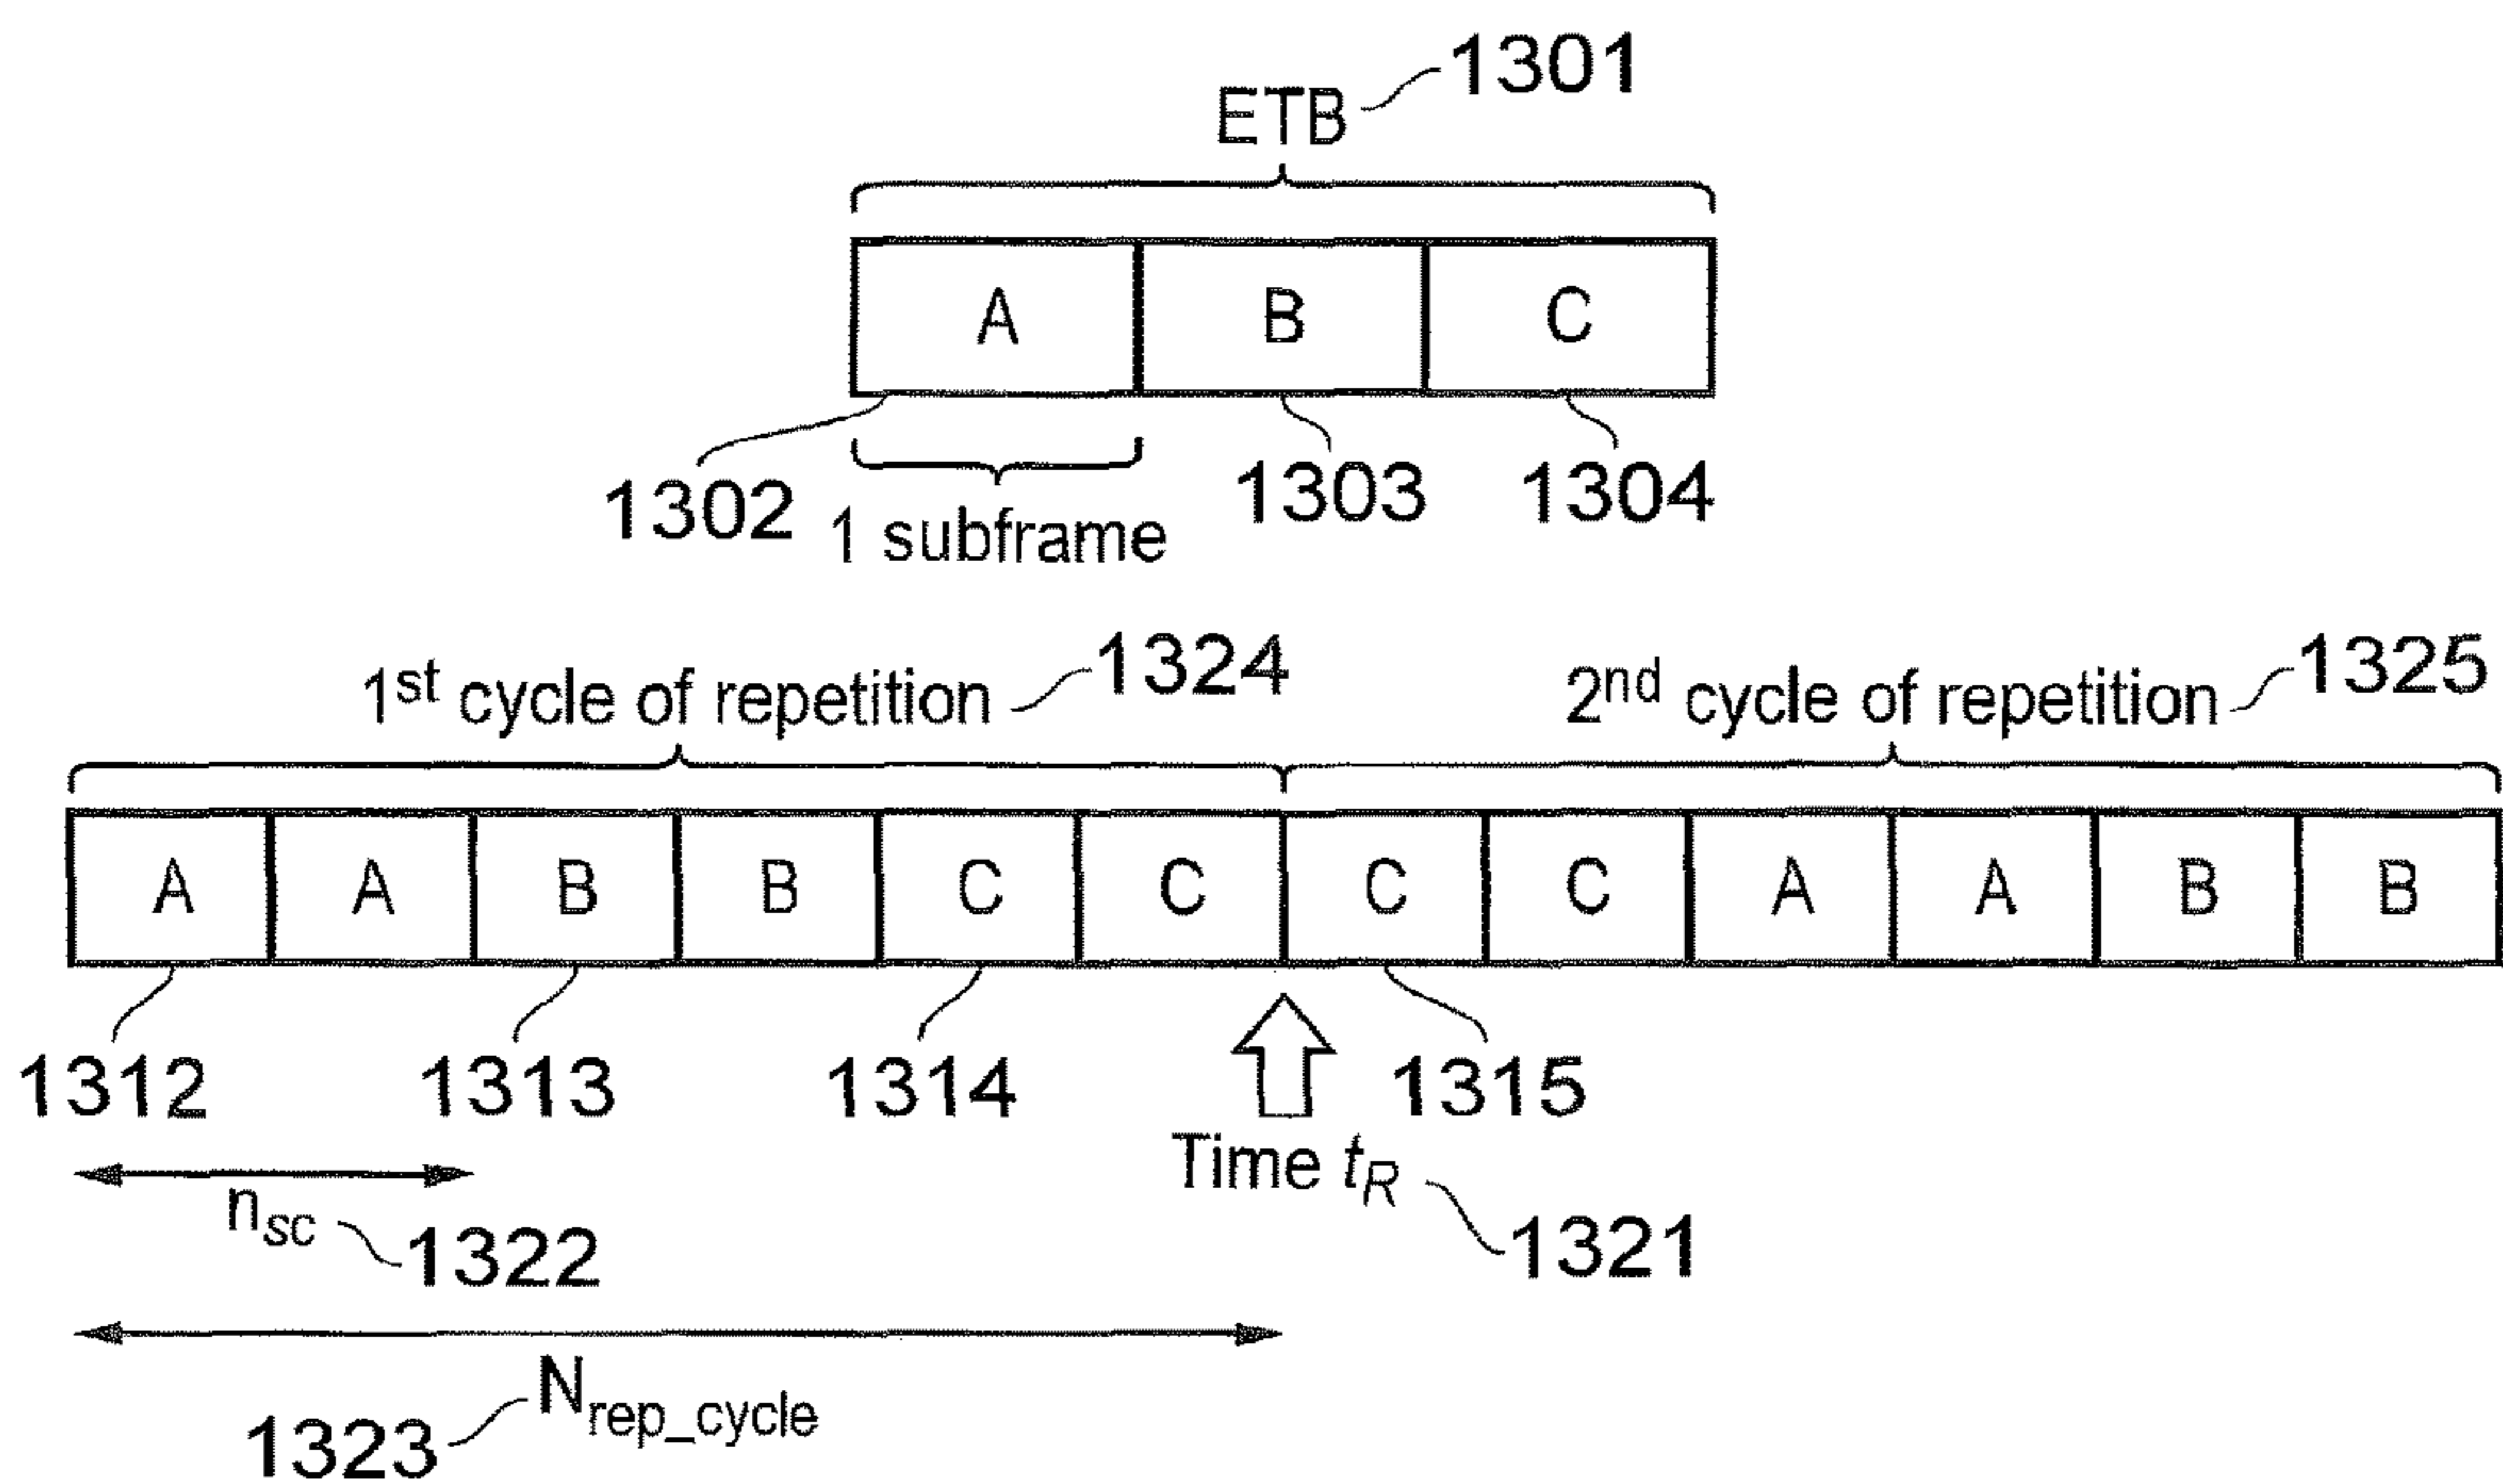 1301
ETB
A B C
1302 1303 1304
1 subframe
1st cycle of repetition 1324
2nd cycle of repetition 1325
A A B B C C C C A A B B
1312 1313 1314 1315
Time tR
nsc
1322 1321
Nrep_cycle
1323